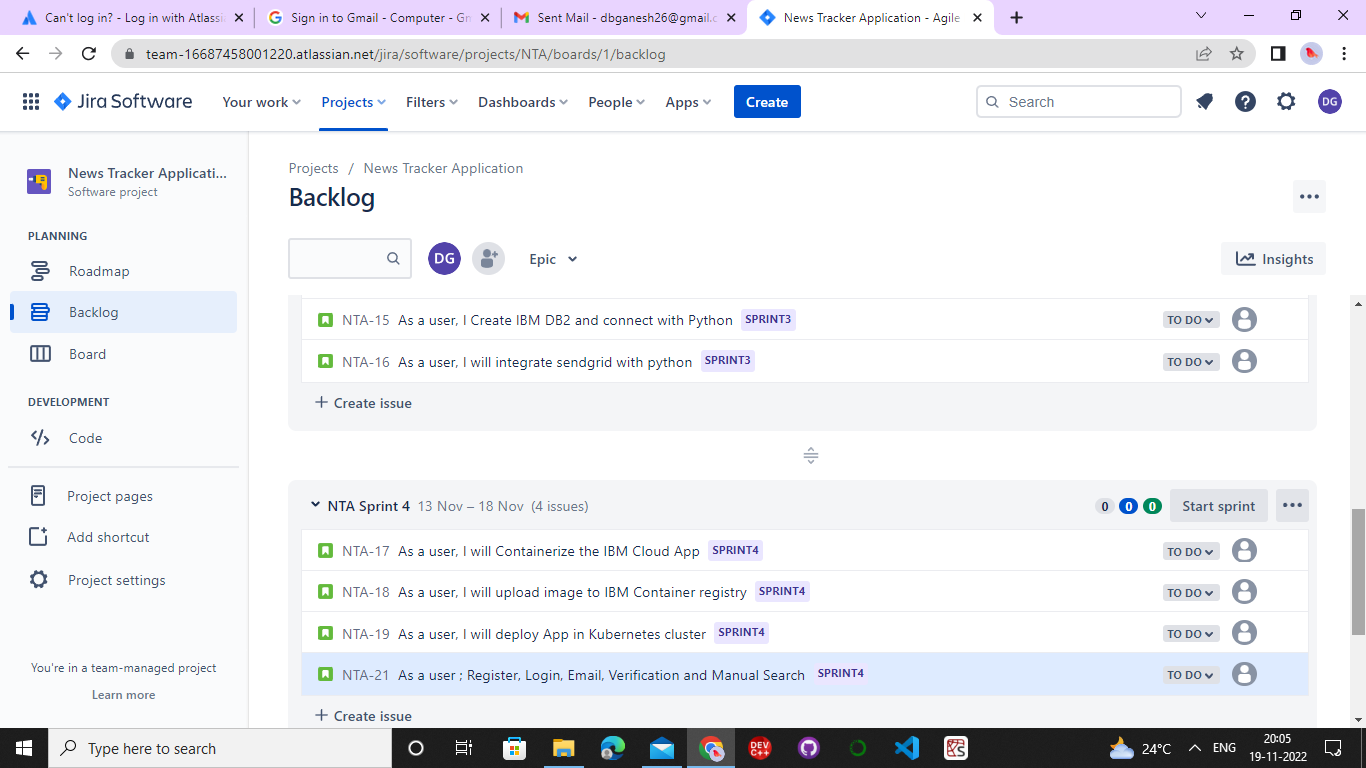 Can't log in? - Log in with Atlassi
Sign in to Gmail - Computer - Gm
Sent Mail - dbganesh26@gmail.c
News Tracker Application - Agile
team-16687458001220.atlassian.net/jira/software/projects/NTA/boards/1/backlog
Jira Software
Your work
Projects
Filters
Dashboards
People
Apps
Create
Search
DG
News Tracker Applicati...
Software project
PLANNING
Roadmap
Backlog
Board
DEVELOPMENT
Code
Project pages
Add shortcut
Project settings
You're in a team-managed project
Learn more
Projects / News Tracker Application
Backlog
DG
Epic
Insights
NTA-15 As a user, I Create IBM DB2 and connect with Python SPRINT3 TO DO
NTA-16 As a user, I will integrate sendgrid with python SPRINT3 TO DO
+ Create issue
NTA Sprint 4 13 Nov – 18 Nov (4 issues) 0 0 0 Start sprint
NTA-17 As a user, I will Containerize the IBM Cloud App SPRINT4 TO DO
NTA-18 As a user, I will upload image to IBM Container registry SPRINT4 TO DO
NTA-19 As a user, I will deploy App in Kubernetes cluster SPRINT4 TO DO
NTA-21 As a user ; Register, Login, Email, Verification and Manual Search SPRINT4 TO DO
+ Create issue
Type here to search
DEV C++
24°C
ENG
20:05
19-11-2022